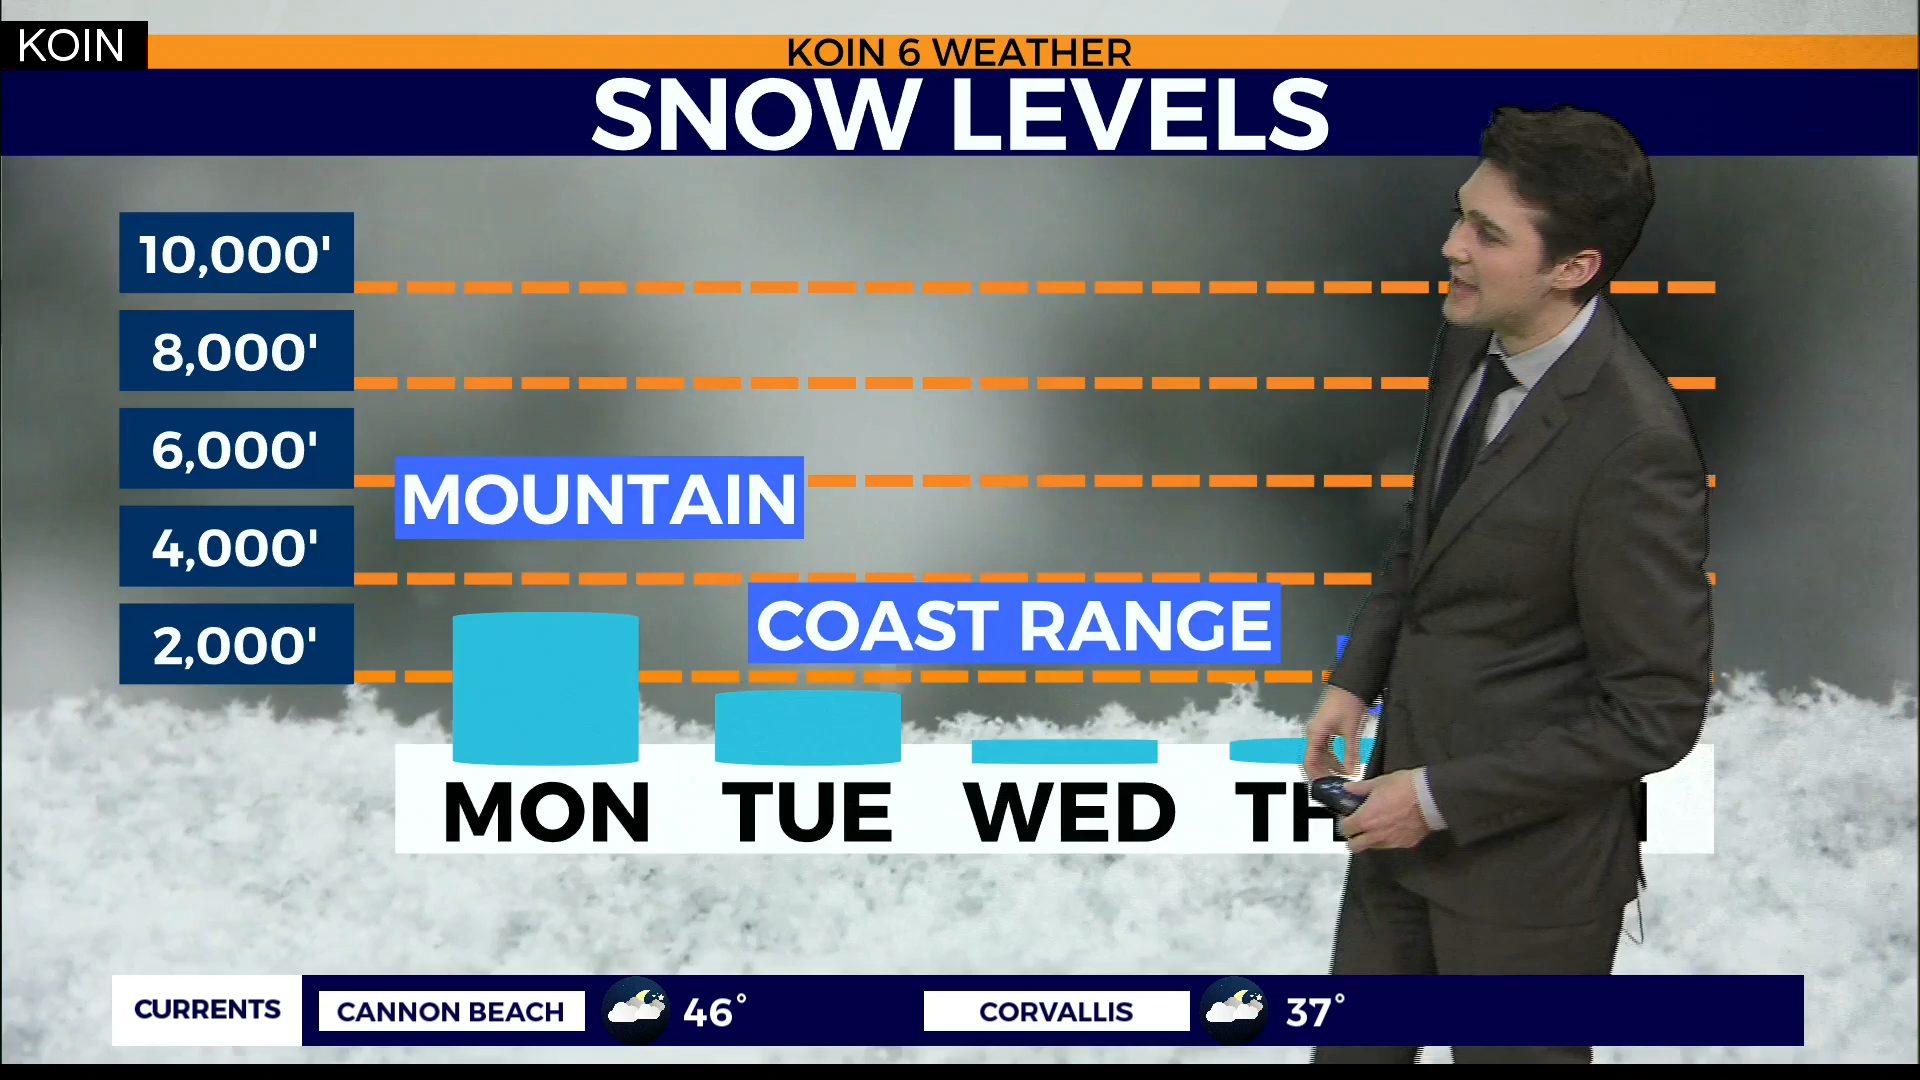 KOIN
KOIN 6 WEATHER
SNOW LEVELS
10,000'
8,000'
6,000'
MOUNTAIN
4,000'
COAST RANGE
2,000'
MON TUE WED TH
CURRENTS CANNON BEACH 46° CORVALLIS 37°